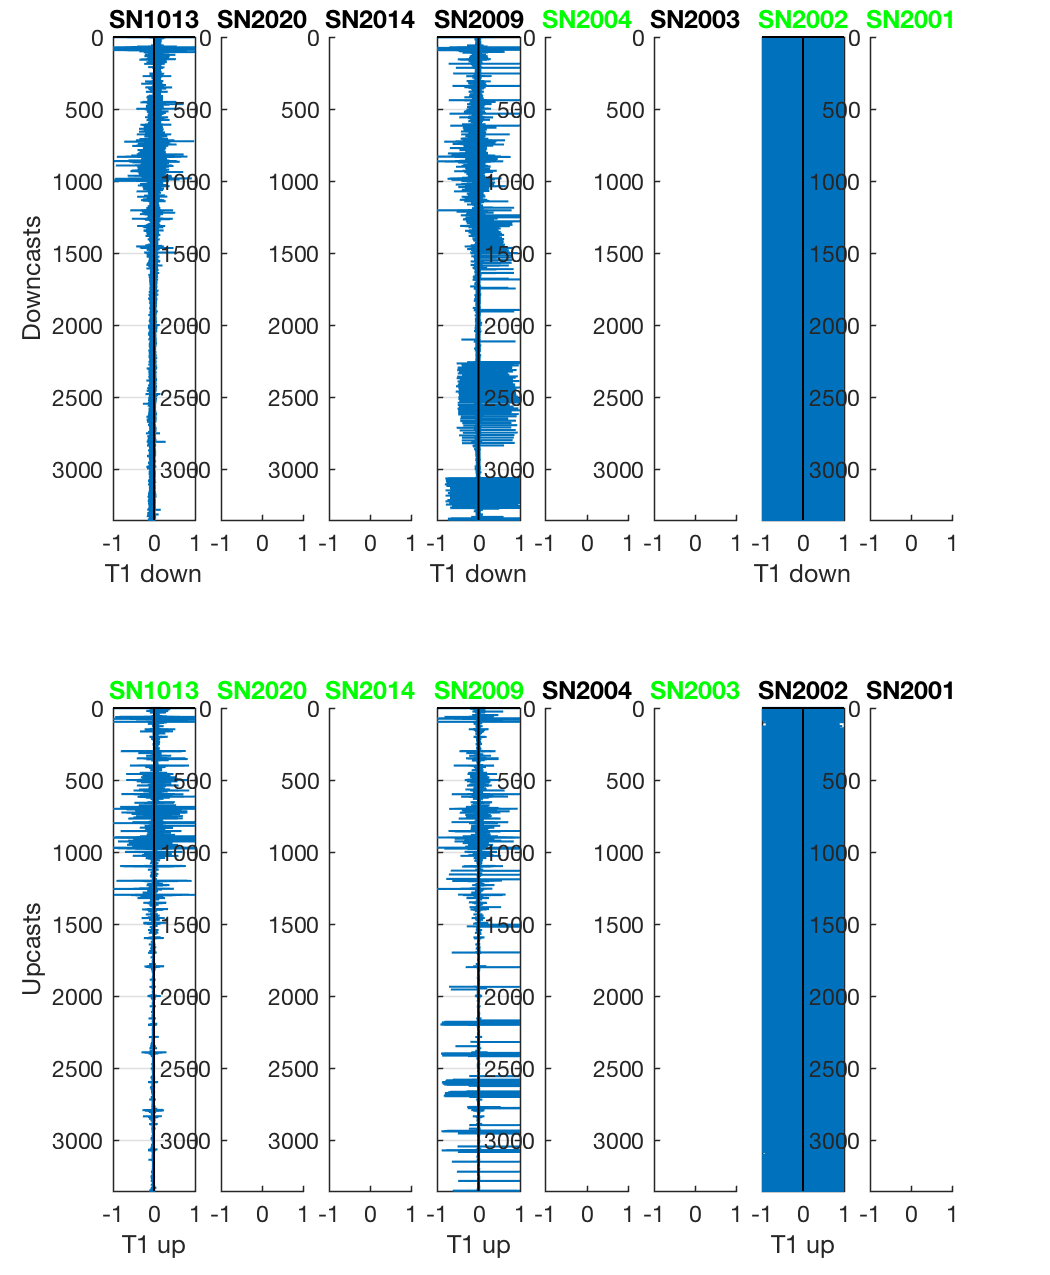 SN1013 SN2020 SN2014 SN2009 SN2004 SN2003 SN2002 SN2001
0 0 0 0 0 0 0 0
500 500 500 500 500 500 500 500
1000 1000 1000 1000 1000 1000 1000 1000
1500 1500 1500 1500 1500 1500 1500 1500
2000 2000 2000 2000 2000 2000 2000 2000
2500 2500 2500 2500 2500 2500 2500 2500
3000 3000 3000 3000 3000 3000 3000 3000
Downcasts
-1 0 1 -1 0 1 -1 0 1 -1 0 1 -1 0 1 -1 0 1 -1 0 1 -1 0 1
T1 down T1 down T1 down
SN1013 SN2020 SN2014 SN2009 SN2004 SN2003 SN2002 SN2001
0 0 0 0 0 0 0 0
500 500 500 500 500 500 500 500
1000 1000 1000 1000 1000 1000 1000 1000
1500 1500 1500 1500 1500 1500 1500 1500
2000 2000 2000 2000 2000 2000 2000 2000
2500 2500 2500 2500 2500 2500 2500 2500
3000 3000 3000 3000 3000 3000 3000 3000
Upcasts
-1 0 1 -1 0 1 -1 0 1 -1 0 1 -1 0 1 -1 0 1 -1 0 1 -1 0 1
T1 up T1 up T1 up